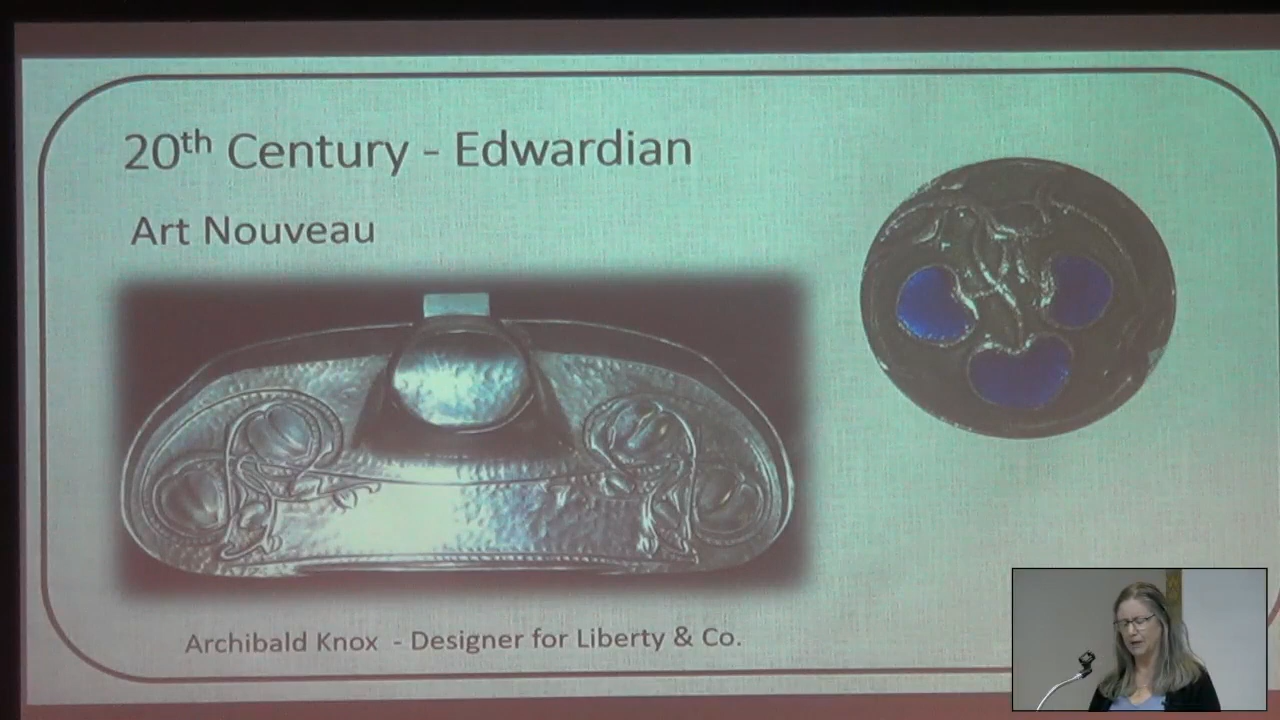 20th Century - Edwardian
Art Nouveau
Archibald Knox - Designer for Liberty & Co.